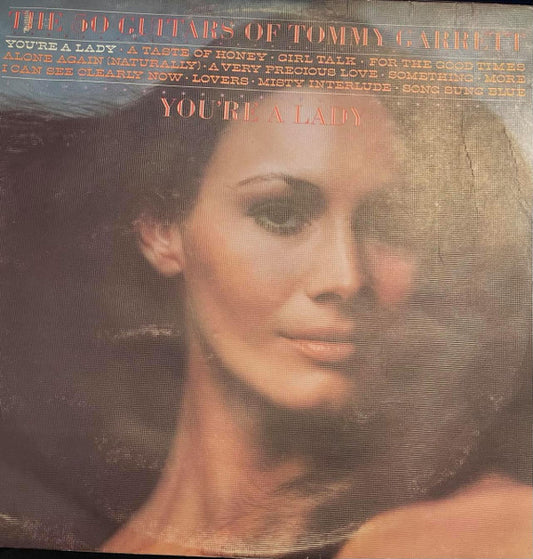 THE 50 GUITARS OF TOMMY GARRETT
YOU'RE A LADY · A TASTE OF HONEY · GIRL TALK · FOR THE GOOD TIMES
ALONE AGAIN (NATURALLY) · A VERY PRECIOUS LOVE · SOMETHING · MORE
I CAN SEE CLEARLY NOW · LOVERS · MISTY INTERLUDE · SONG SUNG BLUE
YOU'RE A LADY